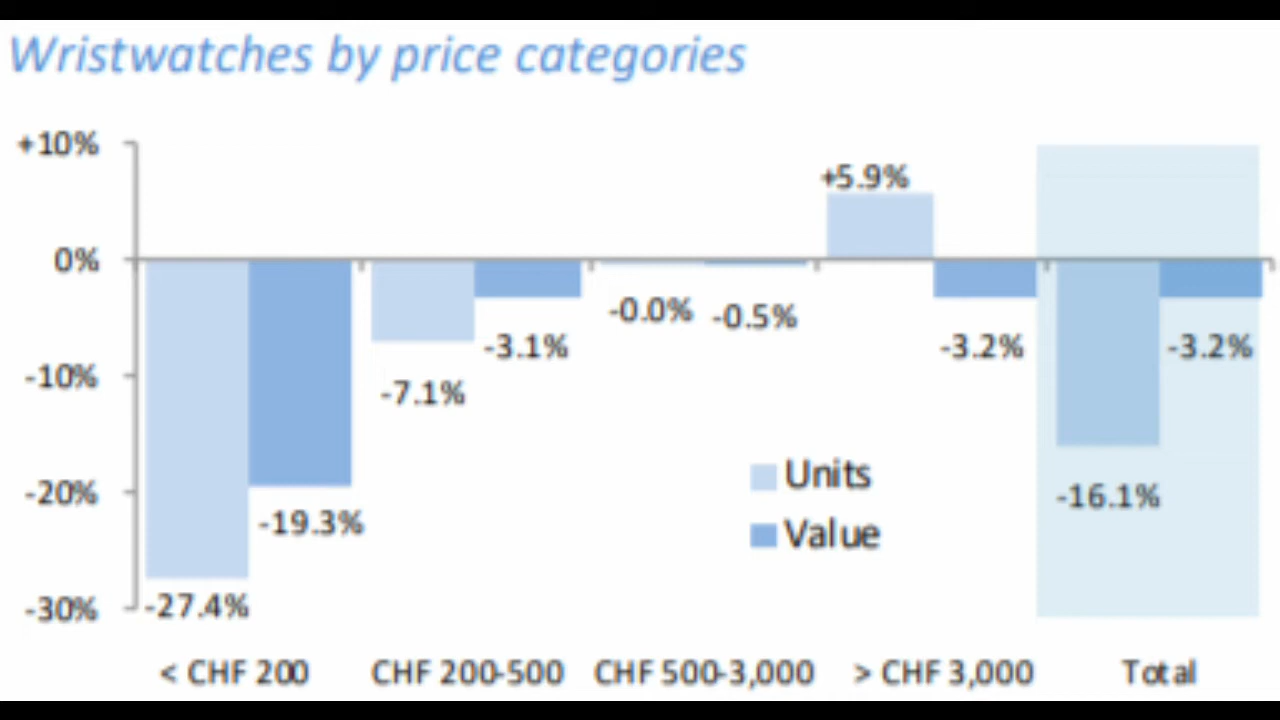 Wristwatches by price categories
+10%
+5.9%
0%
-0.0% -0.5%
-3.1% -3.2% -3.2%
-10%
-7.1%
Units
-20%
-16.1%
-19.3%
Value
-30%
-27.4%
< CHF 200 CHF 200-500 CHF 500-3,000 > CHF 3,000 Total